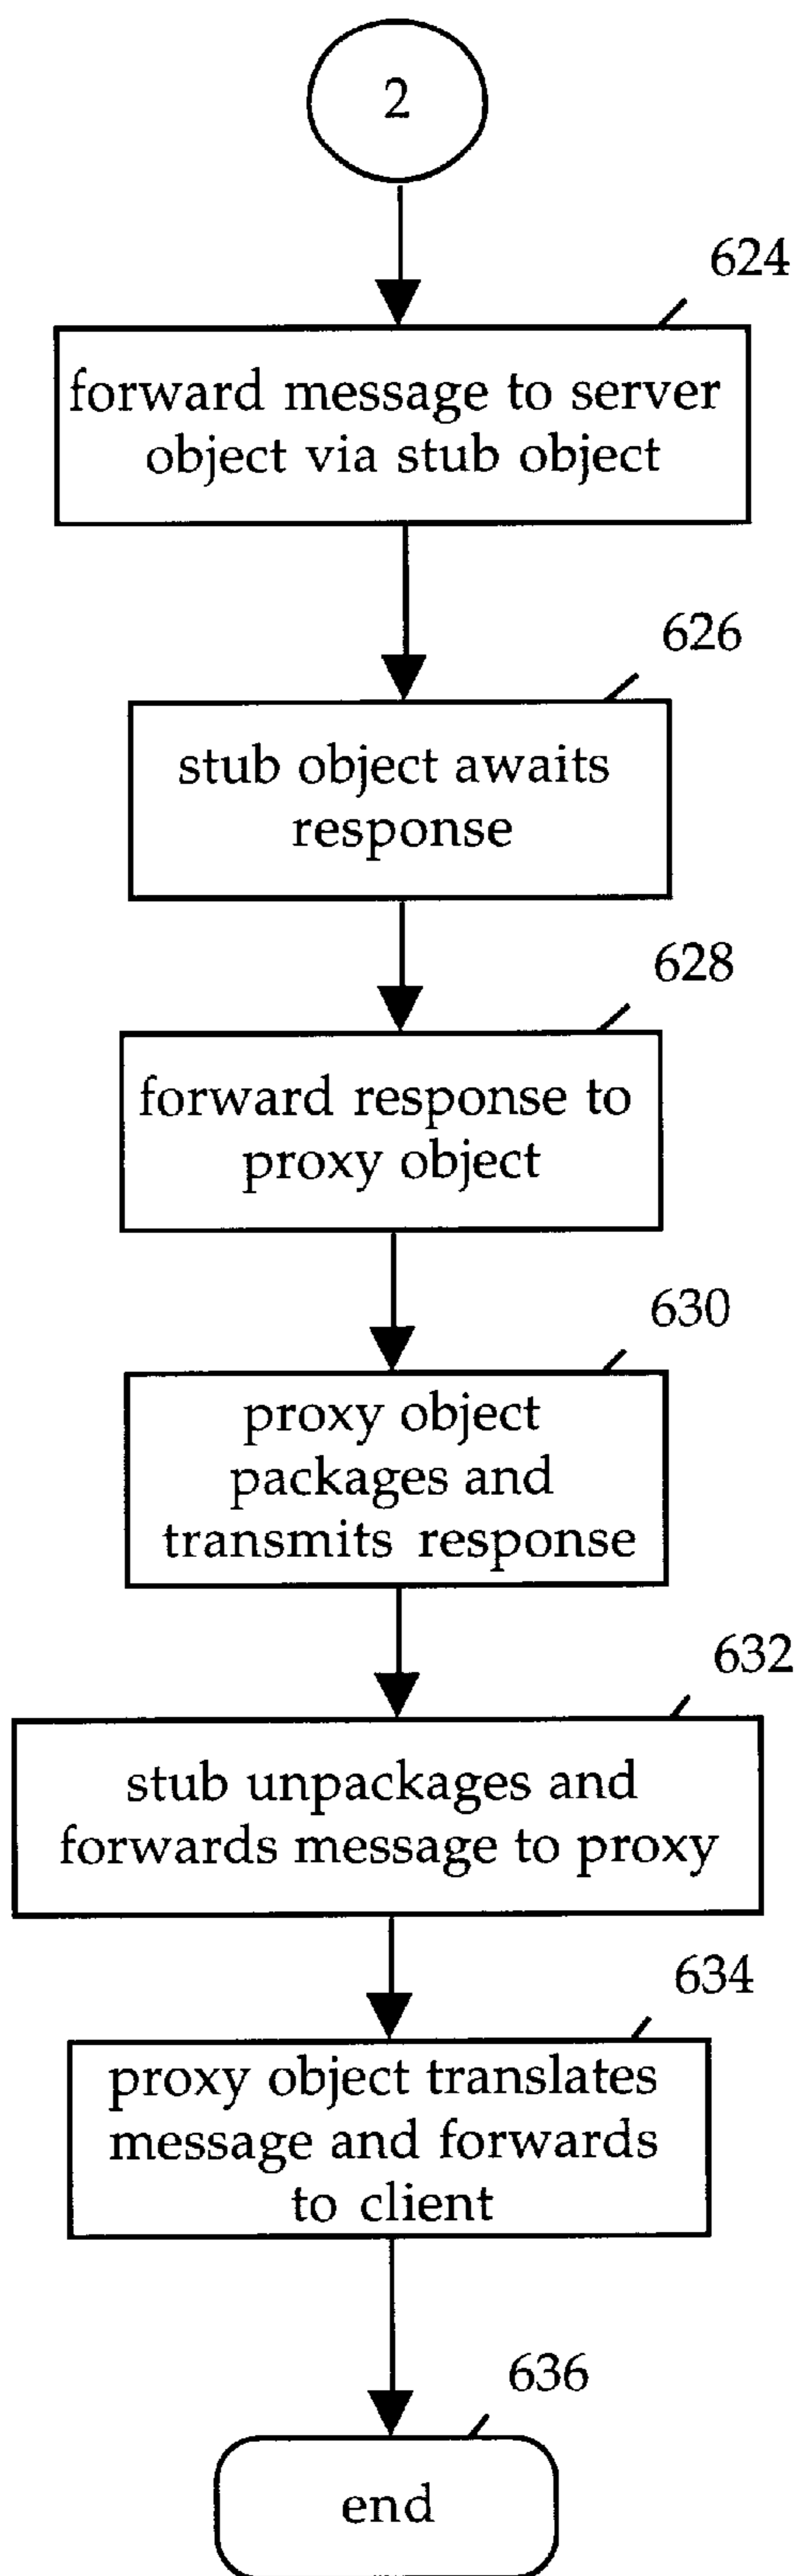 2
624
forward message to server
object via stub object
626
stub object awaits
response
628
forward response to
proxy object
630
proxy object
packages and
transmits response
632
stub unpackages and
forwards message to proxy
634
proxy object translates
message and forwards
to client
636
end